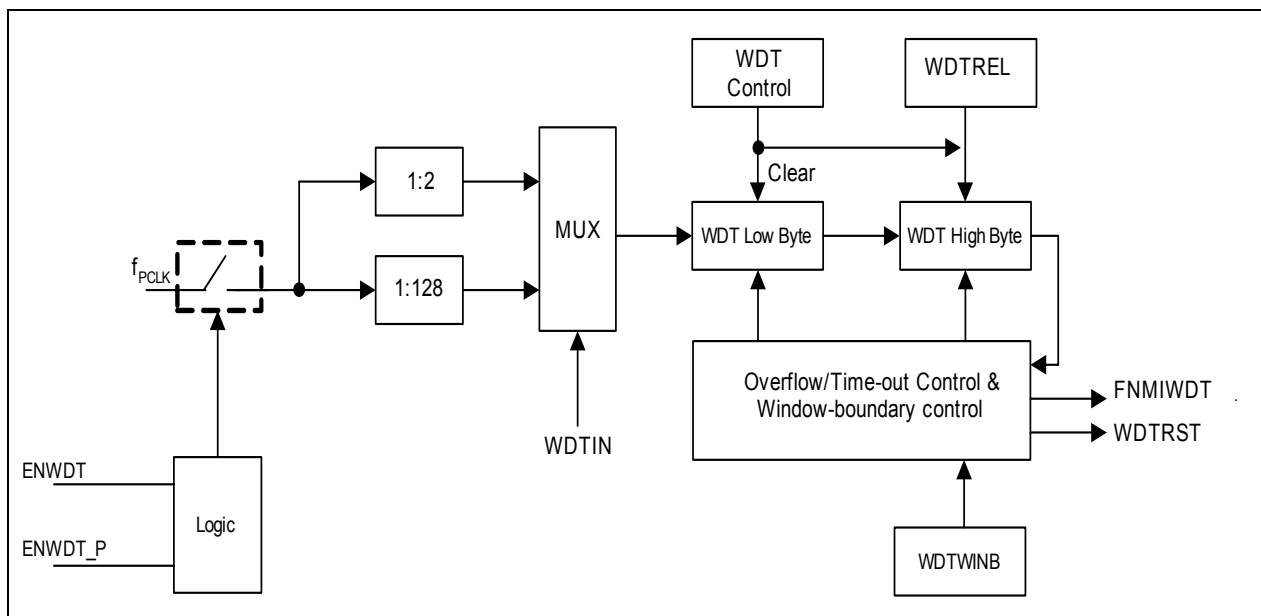 WDT
Control
WDTREL
Clear
1:2
MUX
WDT Low Byte
WDT High Byte
fPCLK
1:128
Overflow/Time-out Control &
Window-boundary control
FNMIWDT
.
WDTRST
WDTIN
ENWDT
Logic
ENWDT_P
WDTWINB